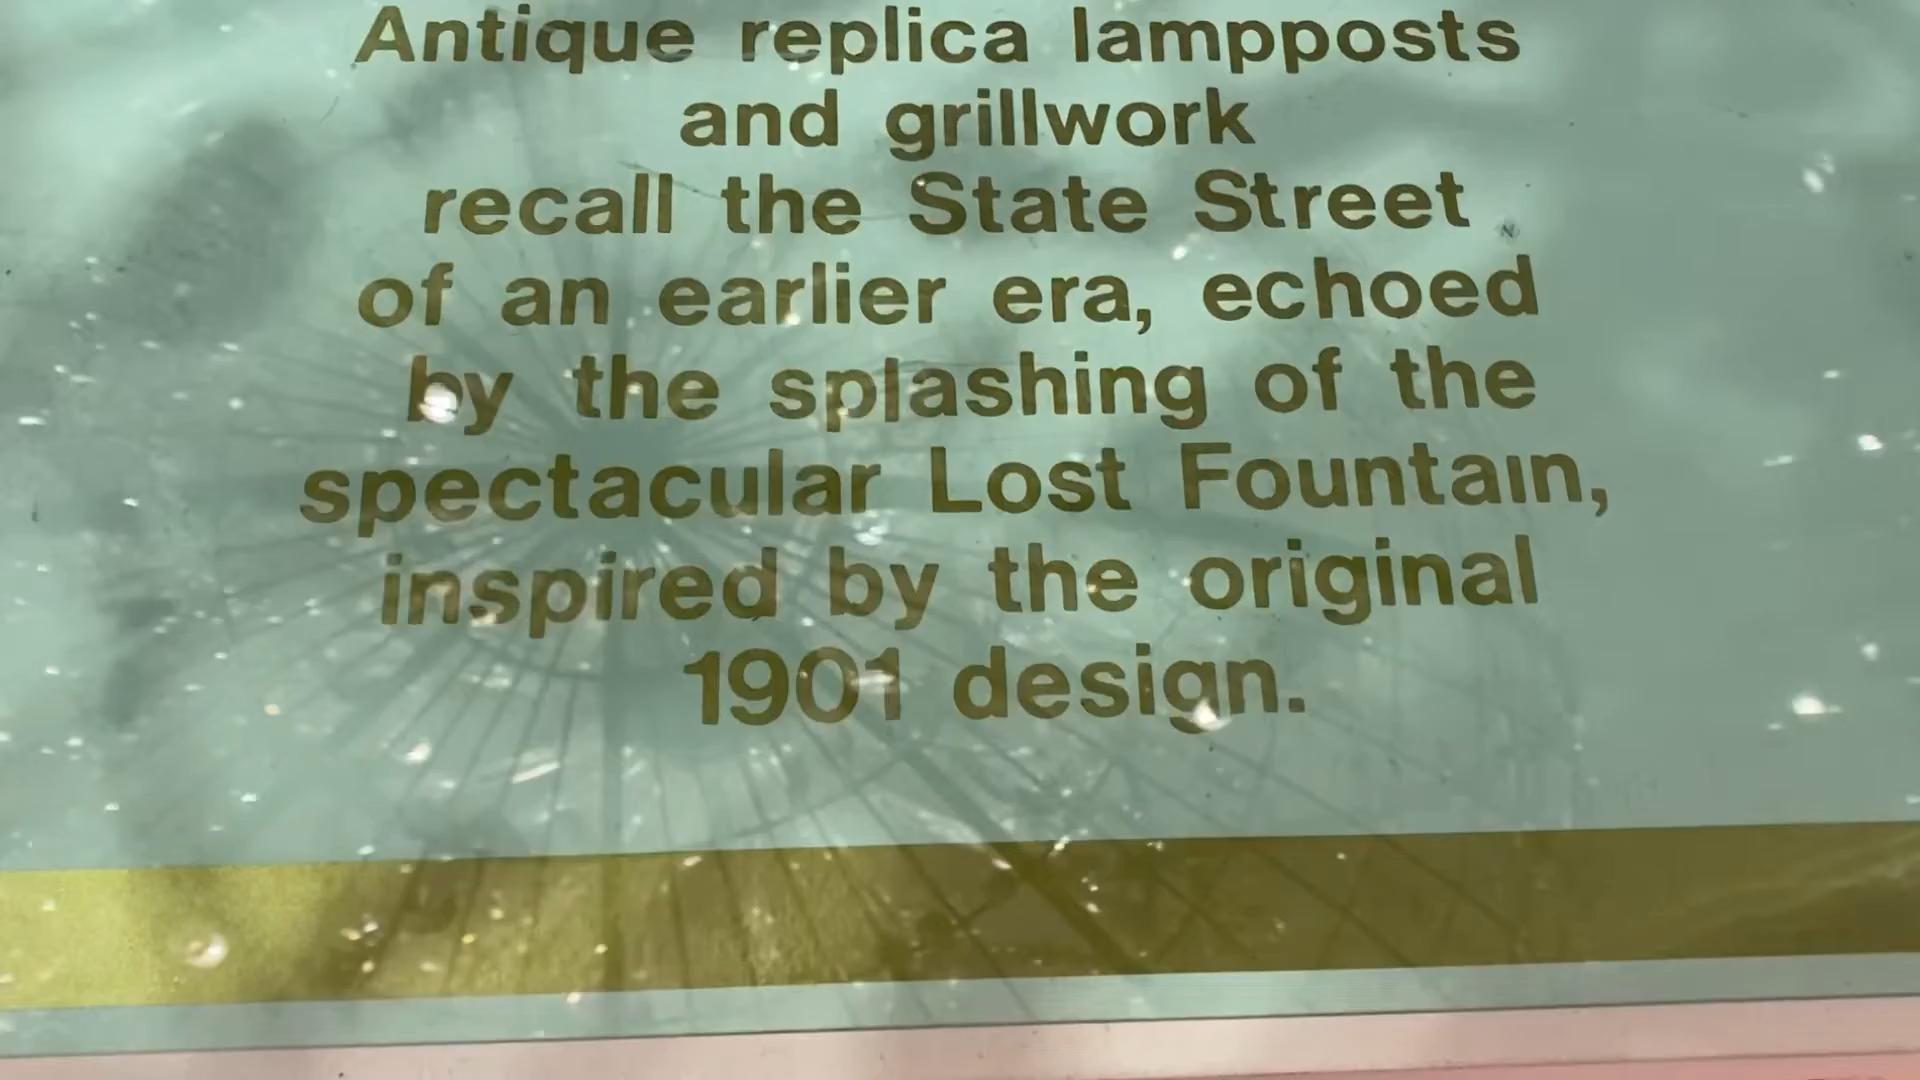 Antique replica lampposts
and grillwork
recall the State Street
of an earlier era, echoed
by the splashing of the
spectacular Lost Fountain,
inspired by the original
1901 design.